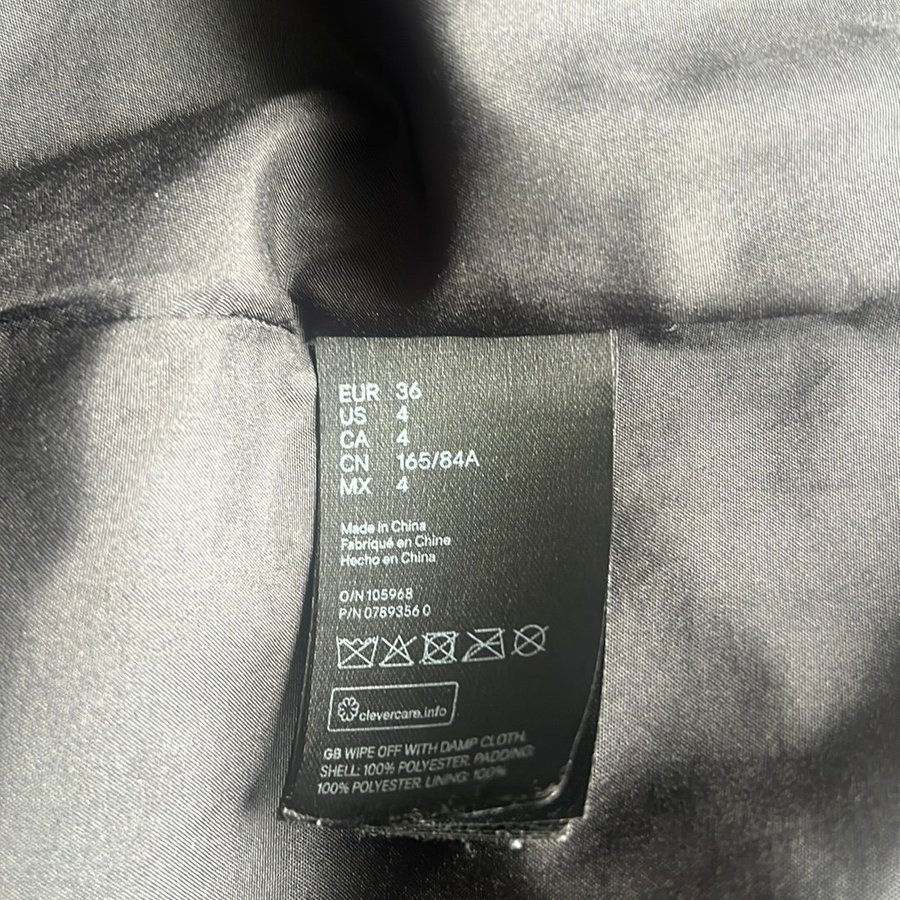 EUR 36
US 4
CA 4
CN 165/84A
MX 4
Made in China
Fabriqué en Chine
Hecho en China
O/N 105968
P/N 0789356 0
clevercare.info
GB WIPE OFF WITH DAMP CLOTH.
SHELL: 100% POLYESTER. PADDING:
100% POLYESTER. LINING: 100%